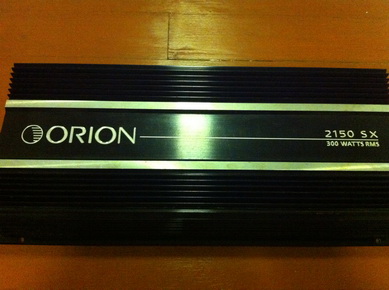 ORION
2150 SX
300 WATTS RMS